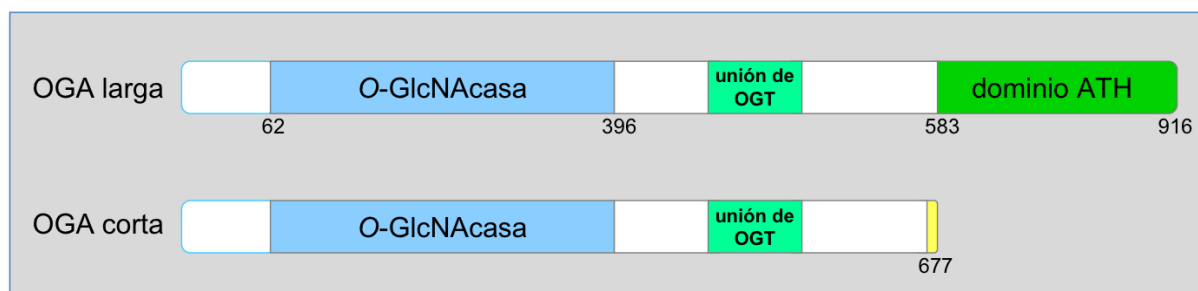 OGA larga
O-GlcNAcasa
unión de
OGT
dominio ATH
62
396
583
916
OGA corta
O-GlcNAcasa
unión de
OGT
677